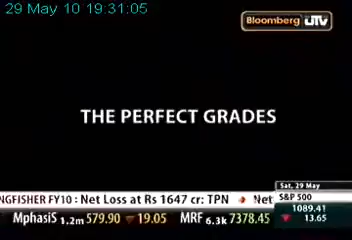 29 May 10 19:31:05
Bloomberg UTV
THE PERFECT GRADES
Sat, 29 May
NGFISHER FY10 : Net Loss at Rs 1647 cr: TPN Net
S&P 500
1089.41
13.65
MphasiS 1.2m 579.90 19.05 MRF 6.3k 7378.45